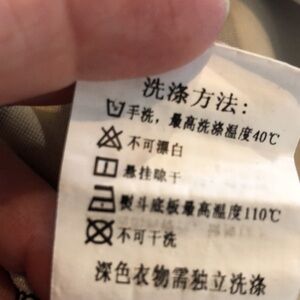 洗涤方法：
手洗，最高洗涤温度40℃
不可漂白
悬挂晾干
熨斗底板最高温度110℃
不可干洗
深色衣物需独立洗涤